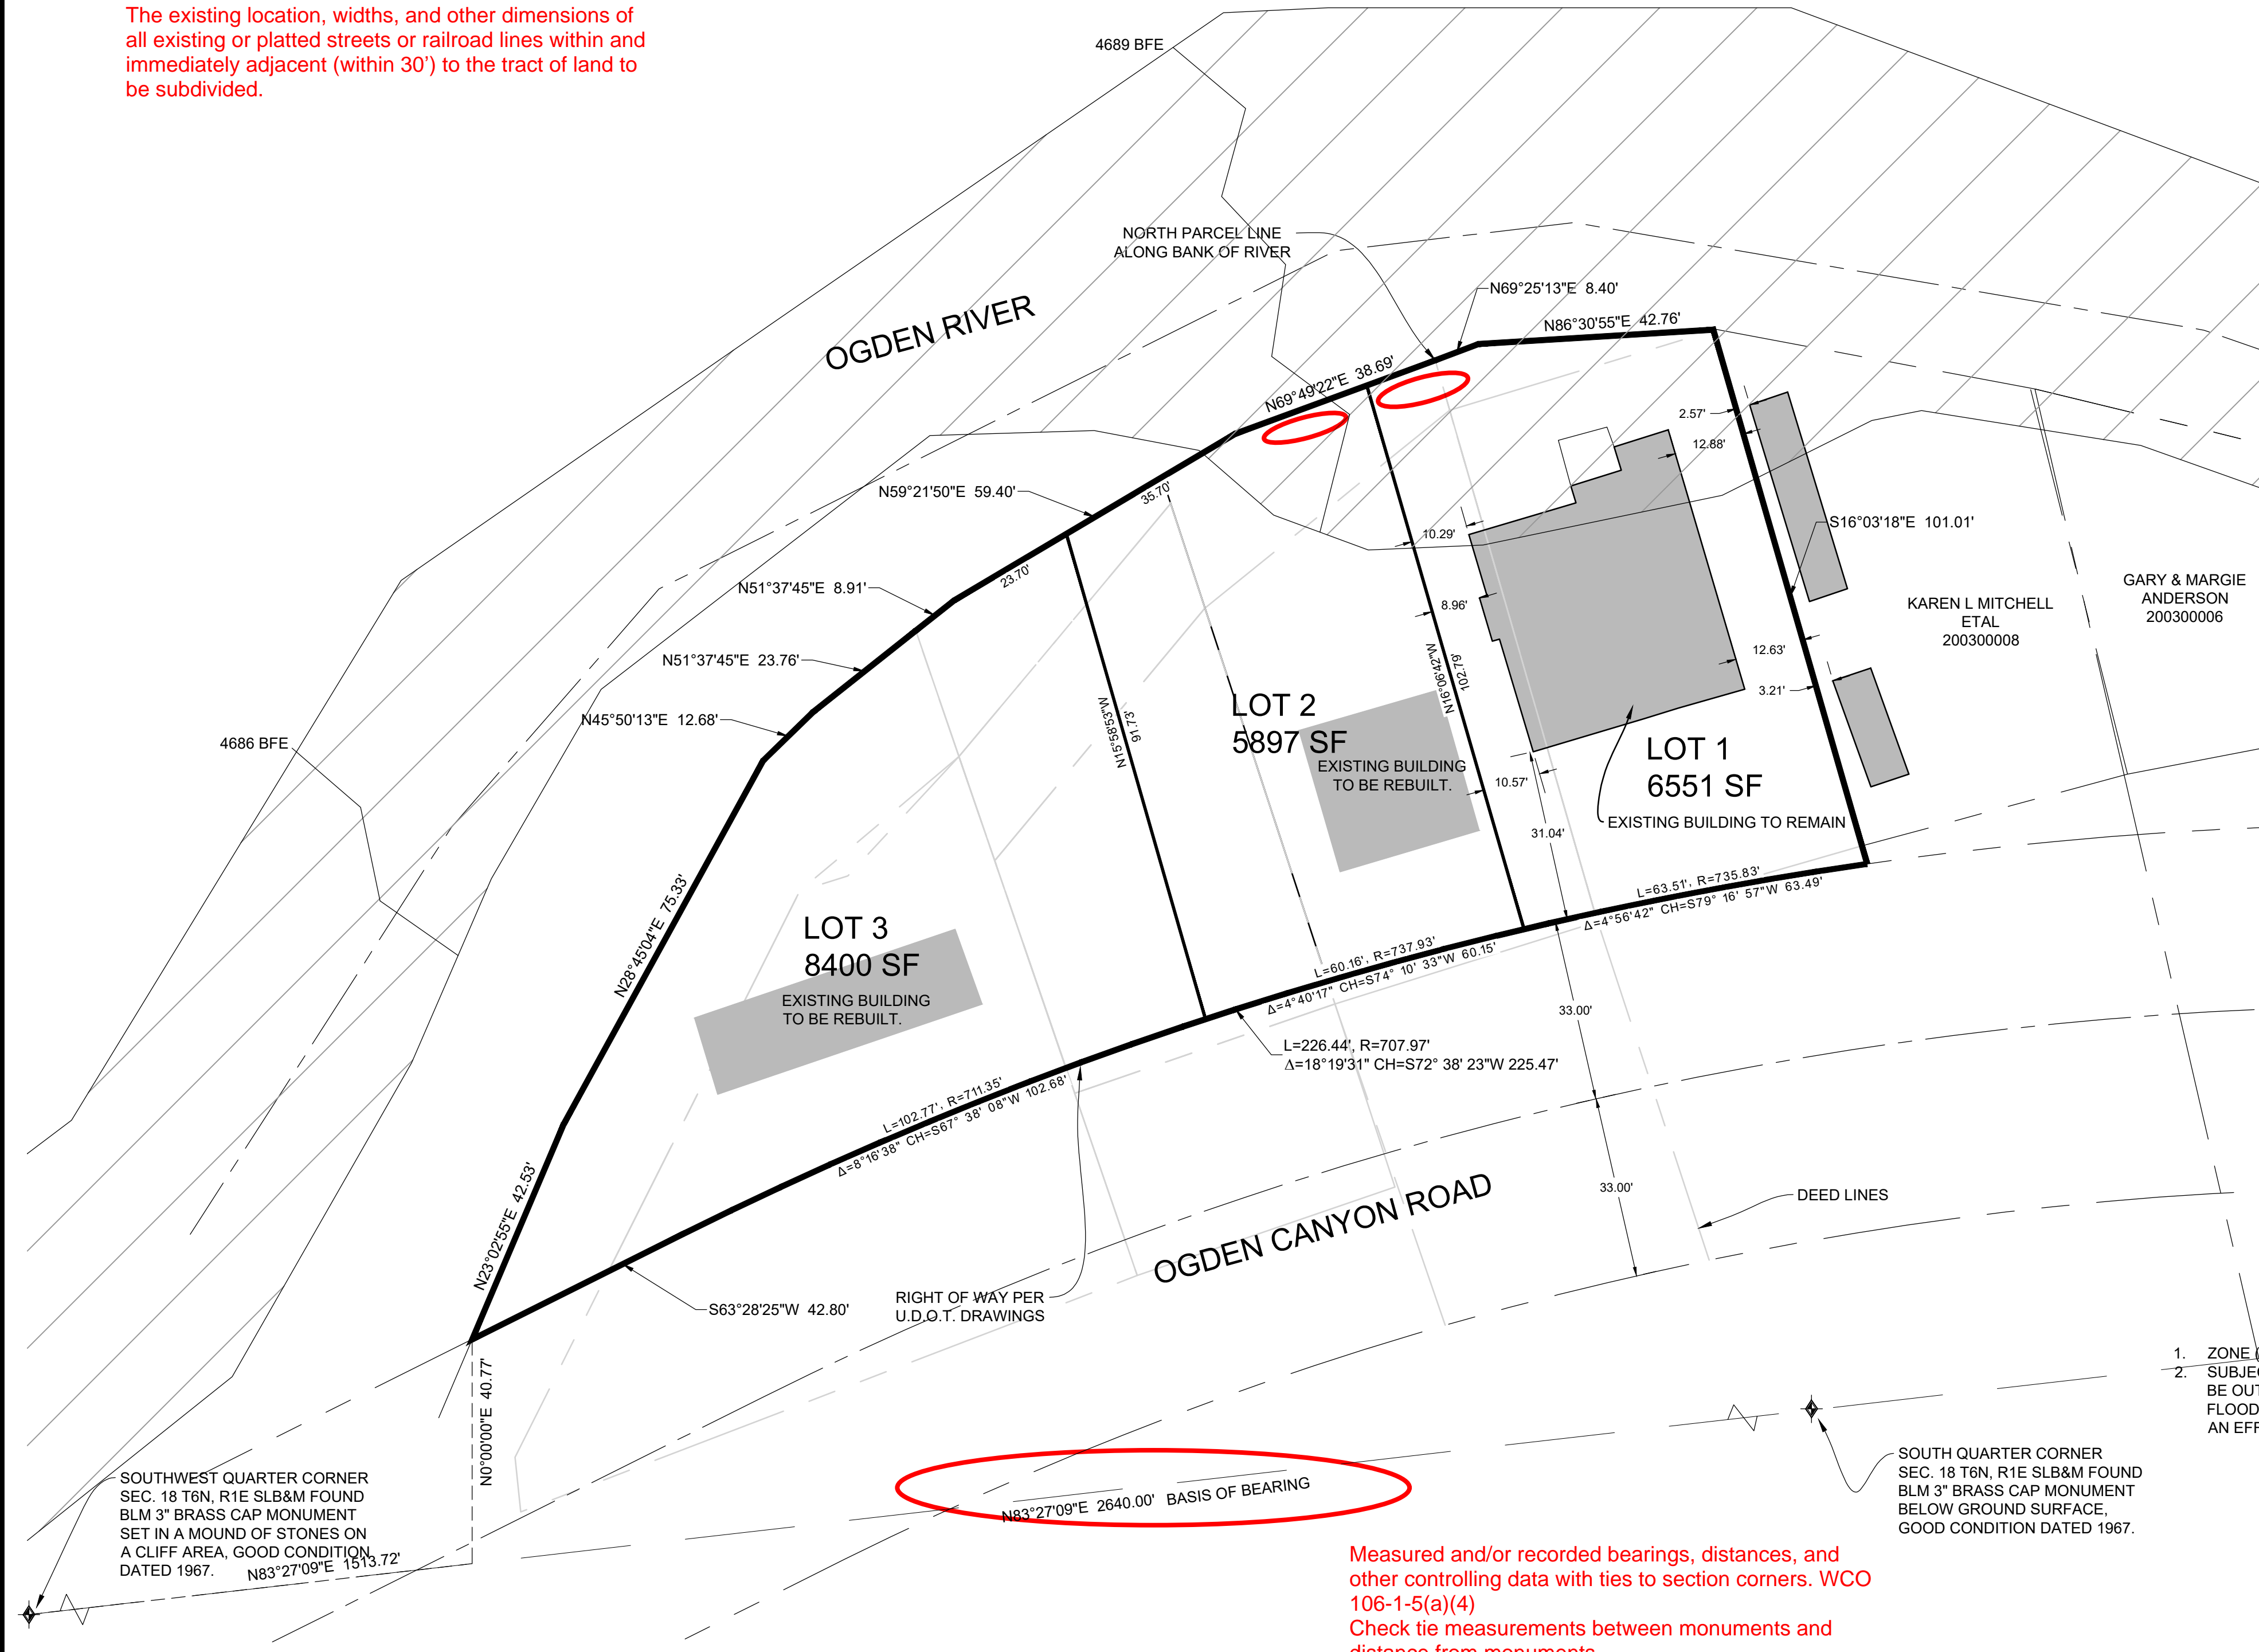 The existing location, widths, and other dimensions of
all existing or platted streets or railroad lines within and
immediately adjacent (within 30') to the tract of land to
be subdivided.
4689 BFE
NORTH PARCEL LINE
ALONG BANK OF RIVER
OGDEN RIVER
N69°25'13"E 8.40'
N86°30'55"E 42.76'
N69°49'22"E 38.69'
2.57'
12.88'
N59°21'50"E 59.40'
35.70'
10.29'
S16°03'18"E 101.01'
23.70'
N51°37'45"E 8.91'
8.96'
KAREN L MITCHELL
ETAL
200300008
GARY & MARGIE
ANDERSON
200300006
N51°37'45"E 23.76'
12.63'
3.21'
N16°06'42"W
102.79'
N15°58'53"W
91.73'
N45°50'13"E 12.68'
4686 BFE
LOT 2
5897 SF
EXISTING BUILDING
TO BE REBUILT.
LOT 1
6551 SF
EXISTING BUILDING TO REMAIN
10.57'
31.04'
L=63.51', R=735.83'
Δ=4°56'42" CH=S79° 16' 57"W 63.49'
N28°45'04"E 75.33'
LOT 3
8400 SF
EXISTING BUILDING
TO BE REBUILT.
L=60.16', R=737.93'
Δ=4°40'17" CH=S74° 10' 33"W 60.15'
33.00'
L=226.44', R=707.97'
Δ=18°19'31" CH=S72° 38' 23"W 225.47'
L=102.77', R=711.35'
Δ=8°16'38" CH=S67° 38' 08"W 102.68'
33.00'
DEED LINES
N23°02'55"E 42.53'
OGDEN CANYON ROAD
S63°28'25"W 42.80'
RIGHT OF WAY PER
U.D.O.T. DRAWINGS
N0°00'00"E 40.77'
1. ZONE
2. SUBJE
BE OUT
FLOOD
AN EFF
SOUTHWEST QUARTER CORNER
SEC. 18 T6N, R1E SLB&M FOUND
BLM 3" BRASS CAP MONUMENT
SET IN A MOUND OF STONES ON
A CLIFF AREA, GOOD CONDITION
DATED 1967.
N83°27'09"E 1513.72'
N83°27'09"E 2640.00' BASIS OF BEARING
SOUTH QUARTER CORNER
SEC. 18 T6N, R1E SLB&M FOUND
BLM 3" BRASS CAP MONUMENT
BELOW GROUND SURFACE,
GOOD CONDITION DATED 1967.
Measured and/or recorded bearings, distances, and
other controlling data with ties to section corners. WCO
106-1-5(a)(4)
Check tie measurements between monuments and
distance from monuments